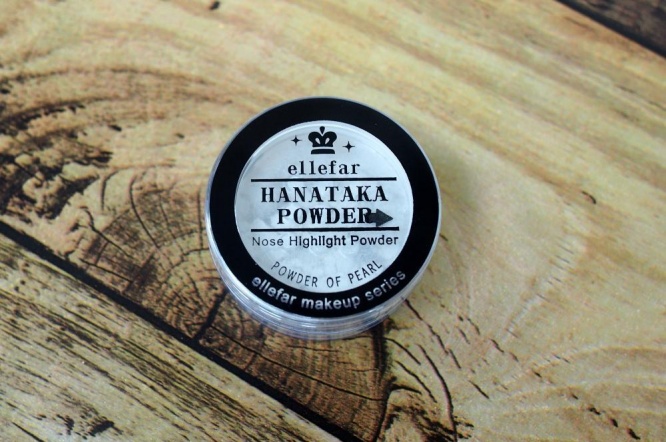 ellefar
HANATAKA
POWDER
Nose Highlight Powder
POWDER OF PEARL
ellefar makeup series